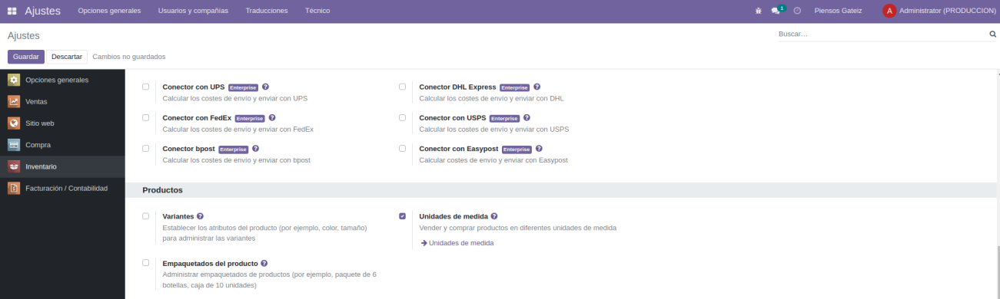 Ajustes Opciones generales Usuarios y compañías Traducciones Técnico 1 Piensos Gateiz A Administrator (PRODUCCION)
Ajustes Buscar...
Guardar Descartar Cambios no guardados
Opciones generales
Ventas
Sitio web
Compra
Inventario
Facturación / Contabilidad
Conector con UPS Enterprise ?
Calcular los costes de envío y enviar con UPS
Conector DHL Express Enterprise ?
Calcular los costes de envío y enviar con DHL
Conector con FedEx Enterprise ?
Calcular los costes de envío y enviar con FedEx
Conector con USPS Enterprise ?
Calcular los costes de envío y enviar con USPS
Conector bpost Enterprise ?
Calcular los costes de envío y enviar con bpost
Conector con Easypost Enterprise ?
Calcular costes de envío y enviar con Easypost
Productos
Variantes ?
Establecer los atributos del producto (por ejemplo, color, tamaño)
para administrar las variantes
Unidades de medida ?
Vender y comprar productos en diferentes unidades de medida
Unidades de medida
Empaquetados del producto ?
Administrar empaquetados de productos (por ejemplo, paquete de 6
botellas, caja de 10 unidades)